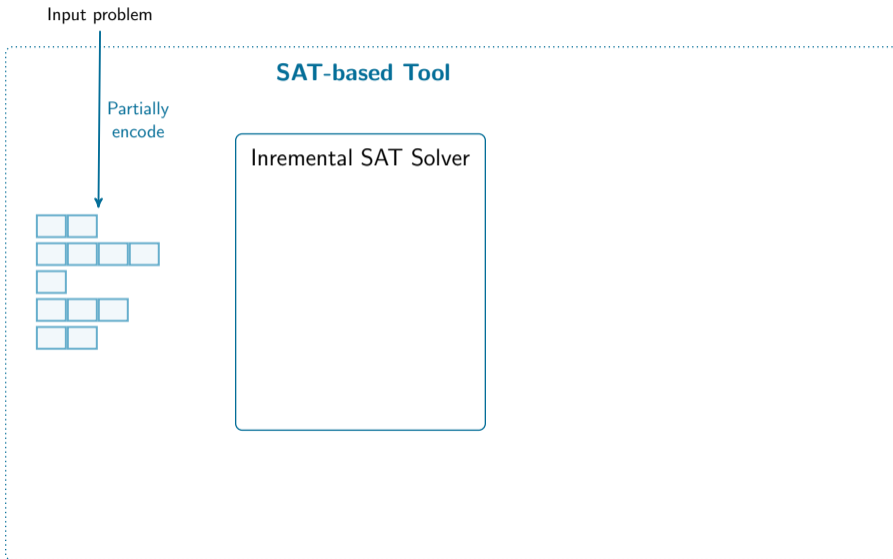 Input problem
SAT-based Tool
Partially
encode
Inremental SAT Solver